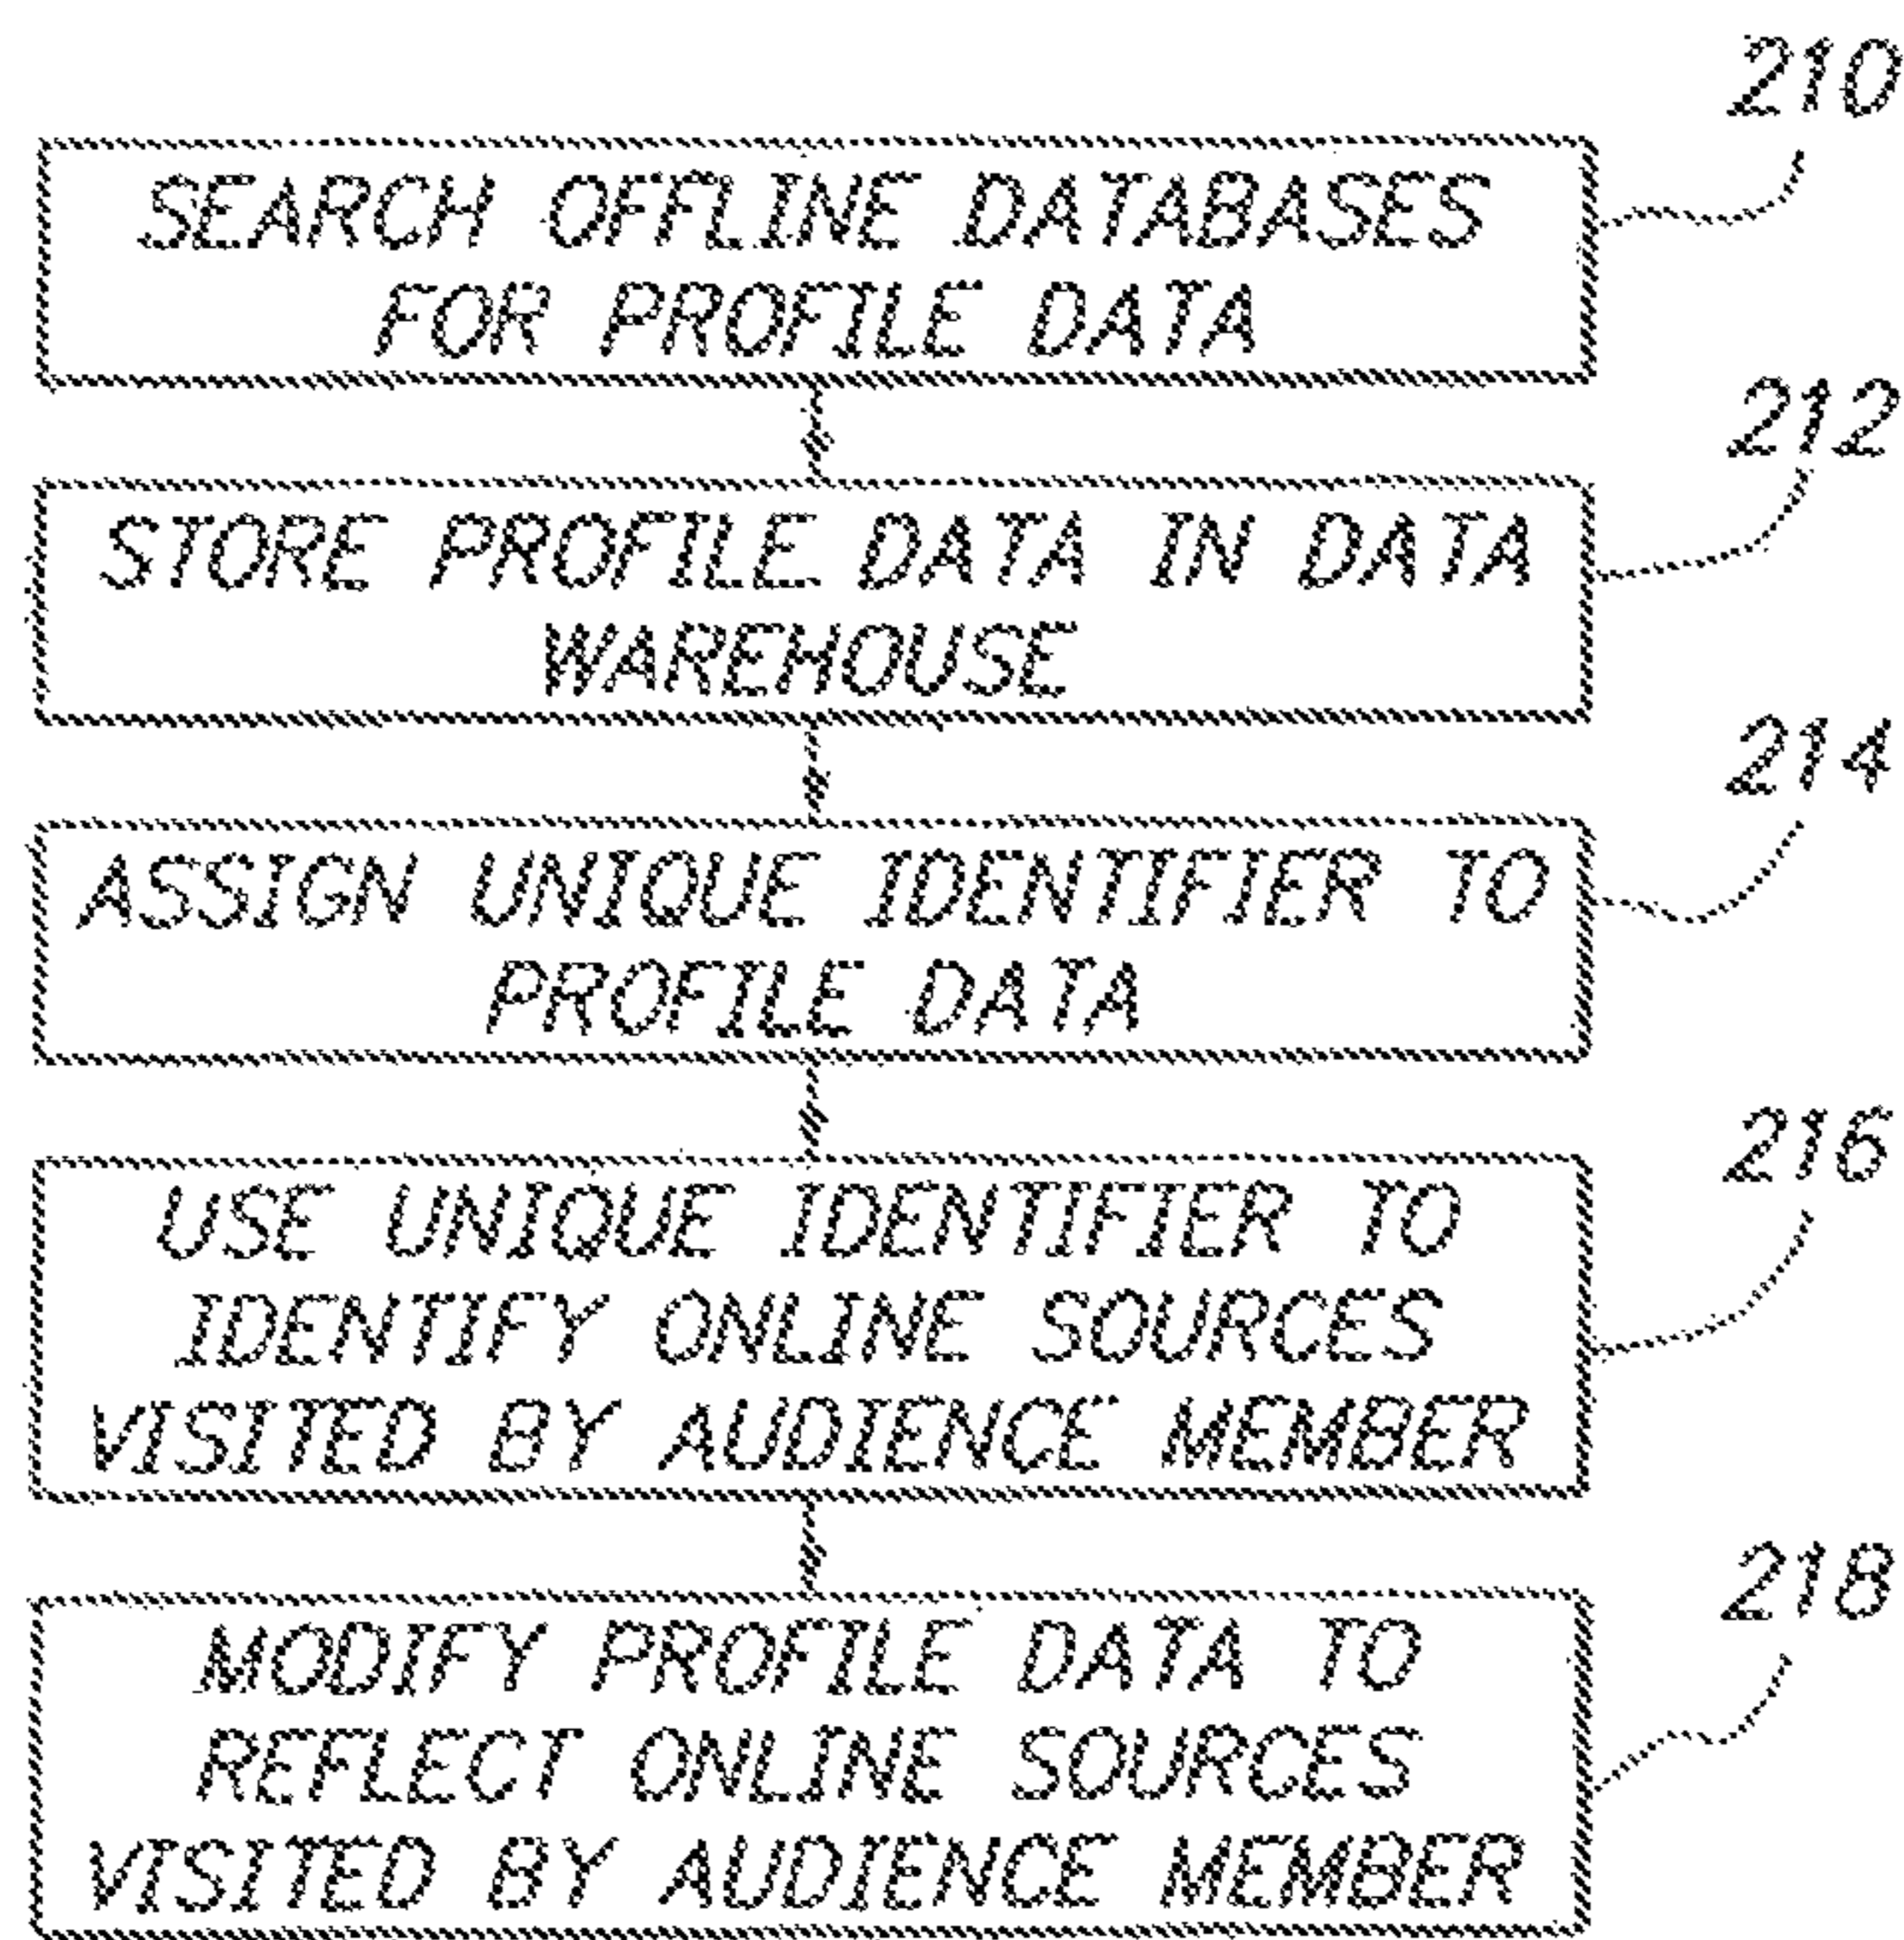 210
SEARCH OFFLINE DATABASES
FOR PROFILE DATA
212
STORE PROFILE DATA IN DATA
WAREHOUSE
214
ASSIGN UNIQUE IDENTIFIER TO
PROFILE DATA
216
USE UNIQUE IDENTIFIER TO
IDENTIFY ONLINE SOURCES
VISITED BY AUDIENCE MEMBER
218
MODIFY PROFILE DATA TO
REFLECT ONLINE SOURCES
VISITED BY AUDIENCE MEMBER